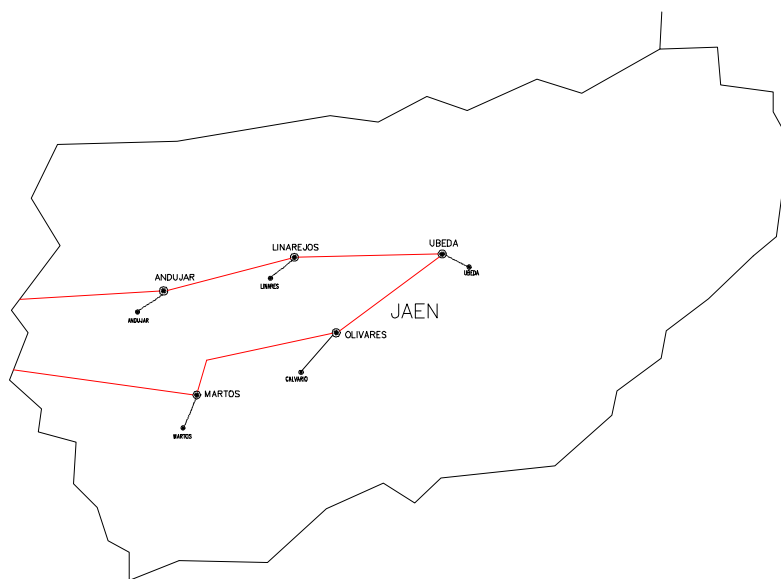 UBEDA
LINAREJOS
UBEDA
ANDUJAR
LINARES
JAEN
ANDUJAR
OLIVARES
CALVARIO
MARTOS
MARTOS